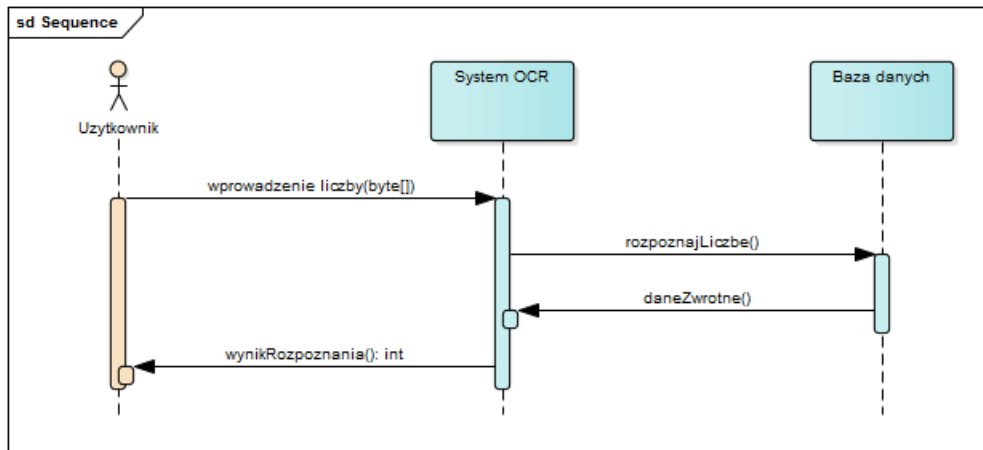 sd Sequence
System OCR
Baza danych
Uzytkownik
wprowadzenie liczby(byte[])
rozpoznajLiczbe()
daneZwrotne()
wynikRozpoznania(): int